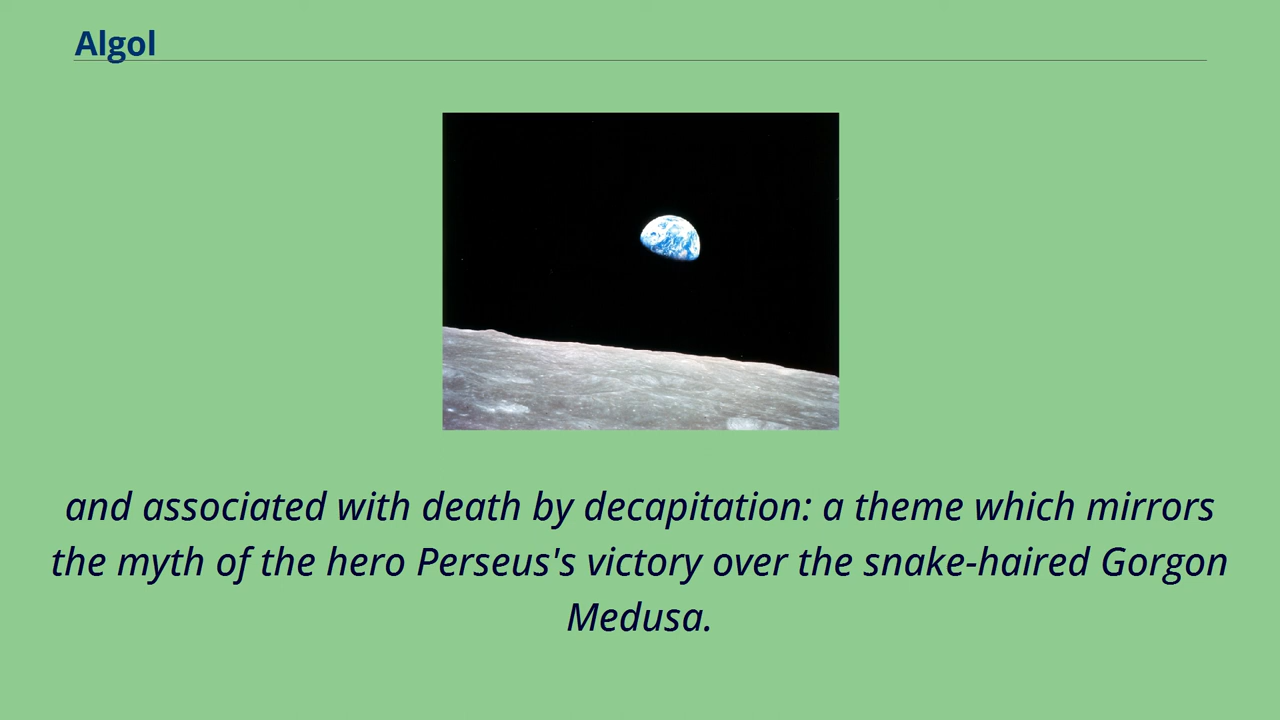 Algol
and associated with death by decapitation: a theme which mirrors
the myth of the hero Perseus's victory over the snake-haired Gorgon
Medusa.